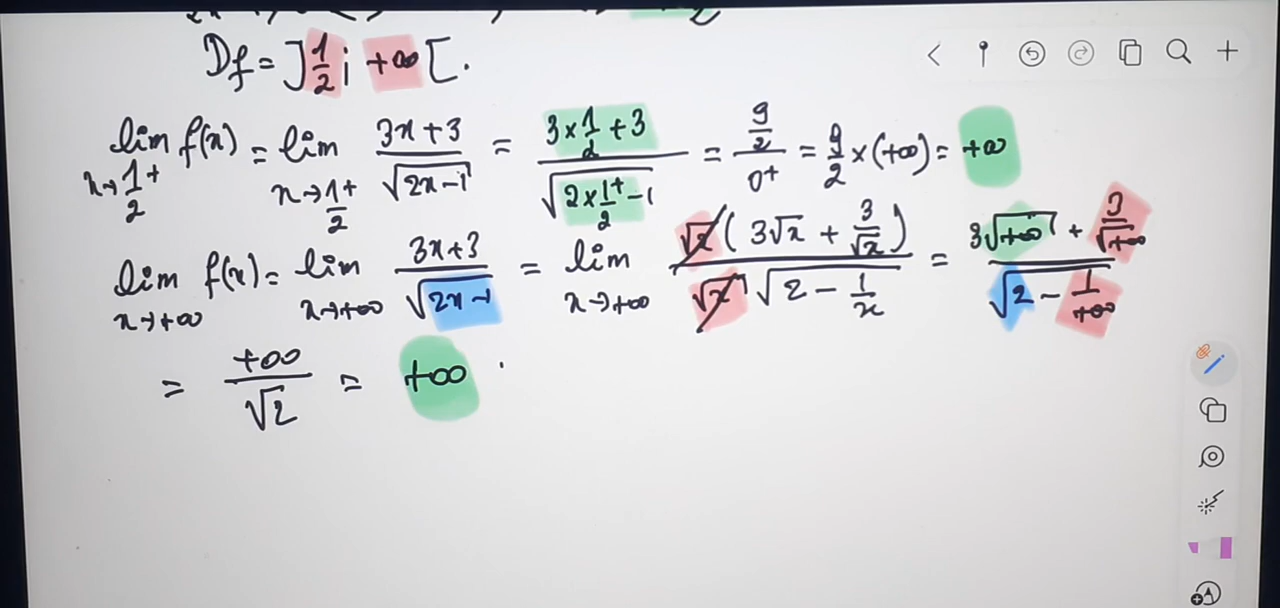 Df = ]1/2 ; +∞[.
lim x→1/2⁺ f(x) = lim x→1/2⁺ (3x+3)/√(2x-1) = (3×1/2+3)/√(2×1/2⁺-1) = (9/2)/0⁺ = 9/2 × (+∞) = +∞
lim x→+∞ f(x) = lim x→+∞ (3x+3)/√(2x-1) = lim x→+∞ √x(3√x + 3/√x)/(√x √(2 - 1/x)) = (3√+∞ + 3/√+∞)/√(2 - 1/+∞)
= +∞/√2 = +∞ .